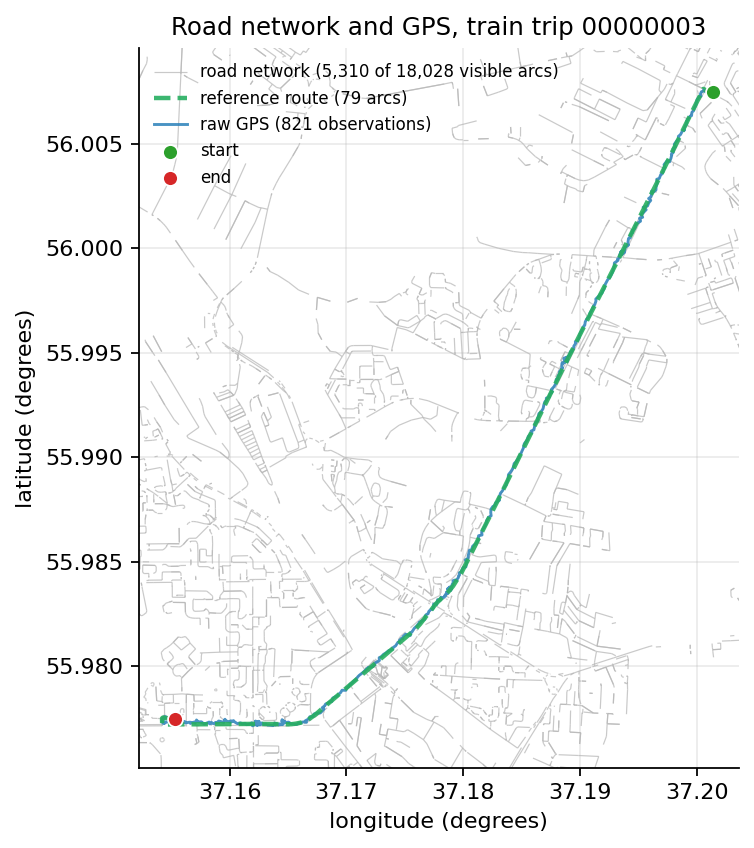 Road network and GPS, train trip 00000003
road network (5,310 of 18,028 visible arcs)
reference route (79 arcs)
raw GPS (821 observations)
start
end
56.005
56.000
55.995
55.990
55.985
55.980
latitude (degrees)
37.16 37.17 37.18 37.19 37.20
longitude (degrees)